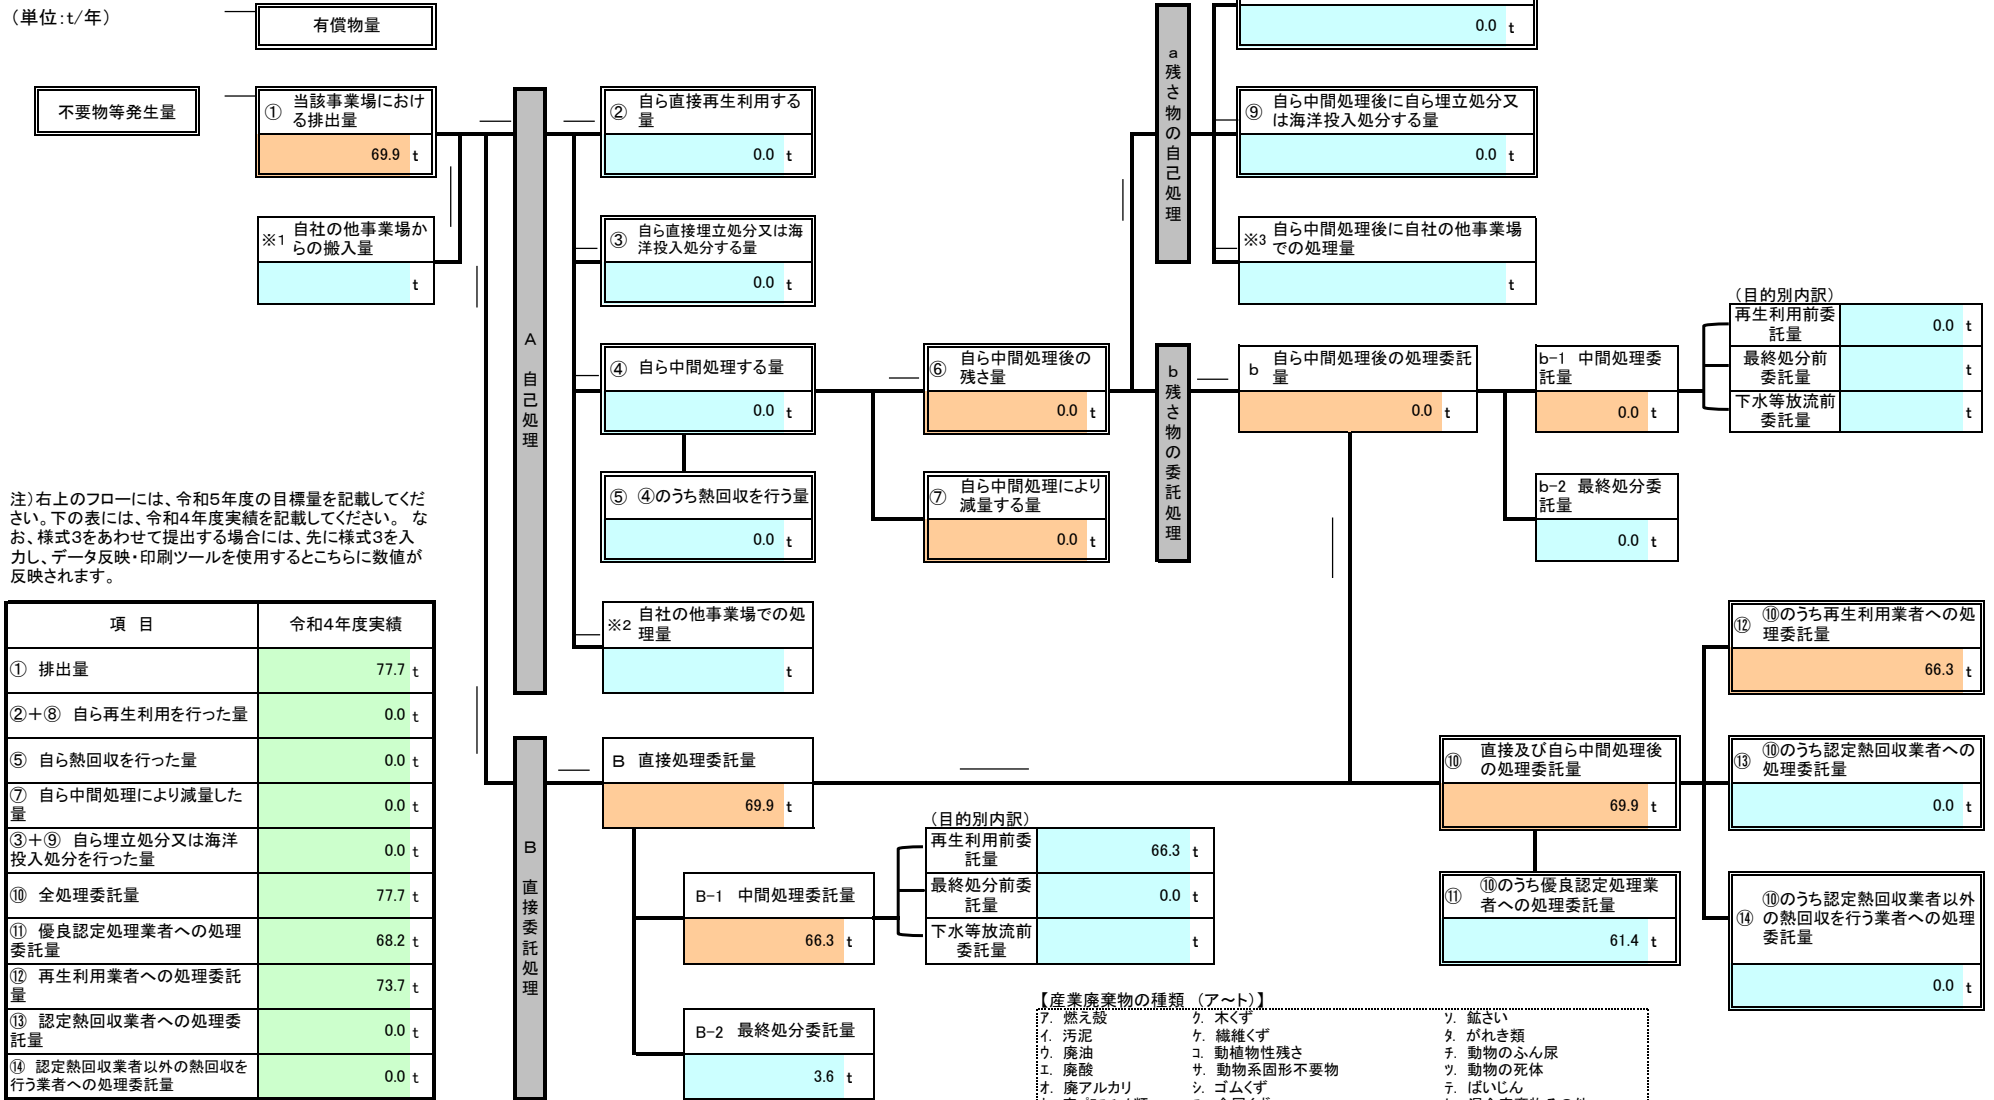 （単位：t/年）
有償物量
不要物等発生量
① 当該事業場におけ
る排出量
69.9 t
※1 自社の他事業場か
らの搬入量
t
A 自己処理
② 自ら直接再生利用する
量
0.0 t
③ 自ら直接埋立処分又は海
洋投入処分する量
0.0 t
④ 自ら中間処理する量
0.0 t
⑤ ④のうち熱回収を行う量
0.0 t
※2 自社の他事業場での処
理量
t
⑥ 自ら中間処理後の
残さ量
0.0 t
⑦ 自ら中間処理により
減量する量
0.0 t
a 残さ物の自己処理
0.0 t
⑨ 自ら中間処理後に自ら埋立処分又
は海洋投入処分する量
0.0 t
※3 自ら中間処理後に自社の他事業場
での処理量
t
b 残さ物の委託処理
b 自ら中間処理後の処理委託
量
0.0 t
b-1 中間処理委
託量
0.0 t
b-2 最終処分委
託量
0.0 t
（目的別内訳）
再生利用前委
託量
0.0 t
最終処分前
委託量
t
下水等放流前
委託量
t
注）右上のフローには、令和5年度の目標量を記載してくだ
さい。下の表には、令和4年度実績を記載してください。 な
お、様式3をあわせて提出する場合には、先に様式3を入
力し、データ反映・印刷ツールを使用するとこちらに数値が
反映されます。
項 目 令和4年度実績
① 排出量 77.7 t
②＋⑧ 自ら再生利用を行った量 0.0 t
⑤ 自ら熱回収を行った量 0.0 t
⑦ 自ら中間処理により減量した
量 0.0 t
③＋⑨ 自ら埋立処分又は海洋
投入処分を行った量 0.0 t
⑩ 全処理委託量 77.7 t
⑪ 優良認定処理業者への処理
委託量 68.2 t
⑫ 再生利用業者への処理委託
量 73.7 t
⑬ 認定熱回収業者への処理委
託量 0.0 t
⑭ 認定熱回収業者以外の熱回収を
行う業者への処理委託量 0.0 t
B 直接委託処理
B 直接処理委託量
69.9 t
B-1 中間処理委託量
66.3 t
B-2 最終処分委託量
3.6 t
（目的別内訳）
再生利用前委
託量
66.3 t
最終処分前委
託量
0.0 t
下水等放流前
委託量
t
⑩ 直接及び自ら中間処理後
の処理委託量
69.9 t
⑪ ⑩のうち優良認定処理業
者への処理委託量
61.4 t
⑫ ⑩のうち再生利用業者への処
理委託量
66.3 t
⑬ ⑩のうち認定熱回収業者への
処理委託量
0.0 t
⑭ ⑩のうち認定熱回収業者以外
の熱回収を行う業者への処理
委託量
0.0 t
【産業廃棄物の種類 （ア～ト）】
ア. 燃え殻 ク. 木くず ソ. 鉱さい
イ. 汚泥 ケ. 繊維くず タ. がれき類
ウ. 廃油 コ. 動植物性残さ チ. 動物のふん尿
エ. 廃酸 サ. 動物系固形不要物 ツ. 動物の死体
オ. 廃アルカリ シ. ゴムくず テ. ばいじん